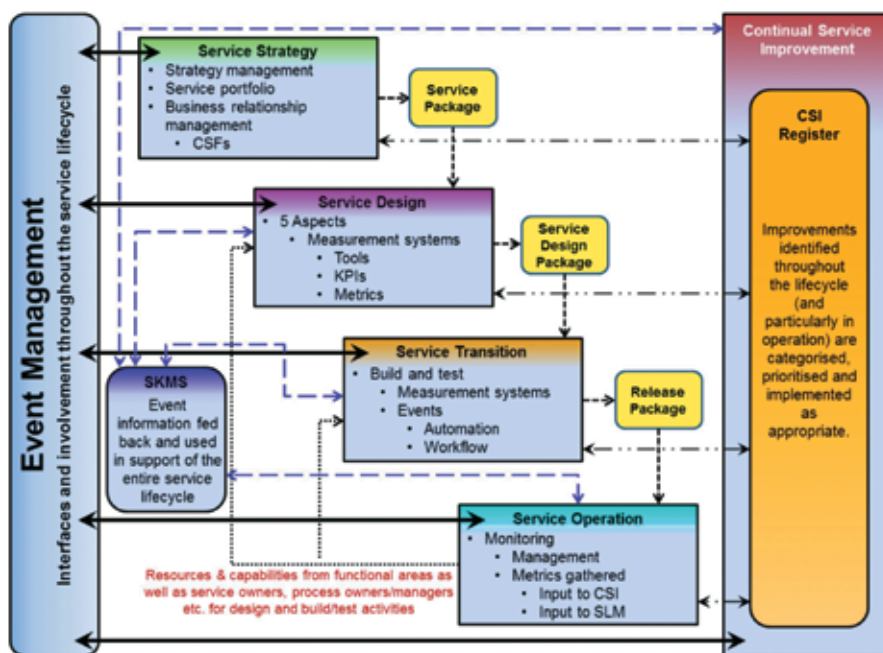 Event Management
Interfaces and involvement throughout the service lifecycle
Service Strategy
• Strategy management
• Service portfolio
• Business relationship
management
• CSFs
Service
Package
Service Design
• 5 Aspects
• Measurement systems
• Tools
• KPIs
• Metrics
Service
Design
Package
Service Transition
• Build and test
• Measurement systems
• Events
• Automation
• Workflow
Release
Package
SKMS
Event
information fed
back and used
in support of the
entire service
lifecycle
Service Operation
• Monitoring
• Management
• Metrics gathered
• Input to CSI
• Input to SLM
Resources & capabilities from functional areas as
well as service owners, process owners/managers
etc. for design and build/test activities
Continual Service
Improvement
CSI
Register
Improvements
identified
throughout
the lifecycle
(and
particularly in
operation) are
categorised,
prioritised and
implemented
as
appropriate.